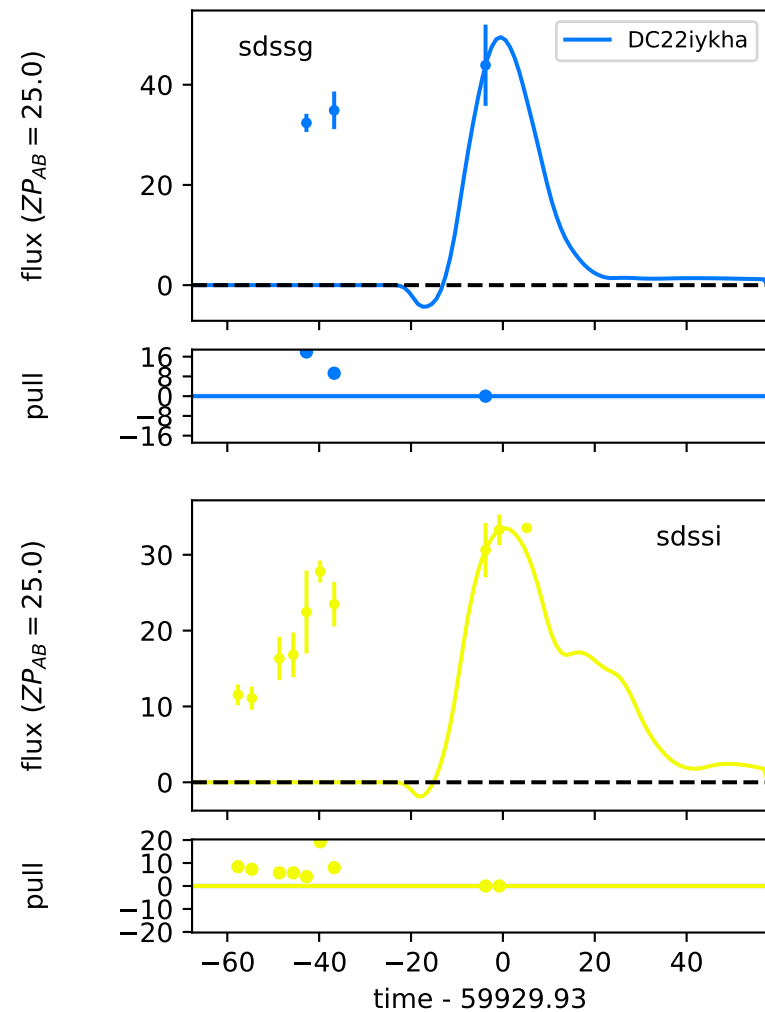 sdssg
DC22iykha
flux (ZP_AB = 25.0)
40
20
0
pull
16
8
0
−8
−16
sdssi
flux (ZP_AB = 25.0)
30
20
10
0
pull
20
10
0
−10
−20
−60 −40 −20 0 20 40
time - 59929.93